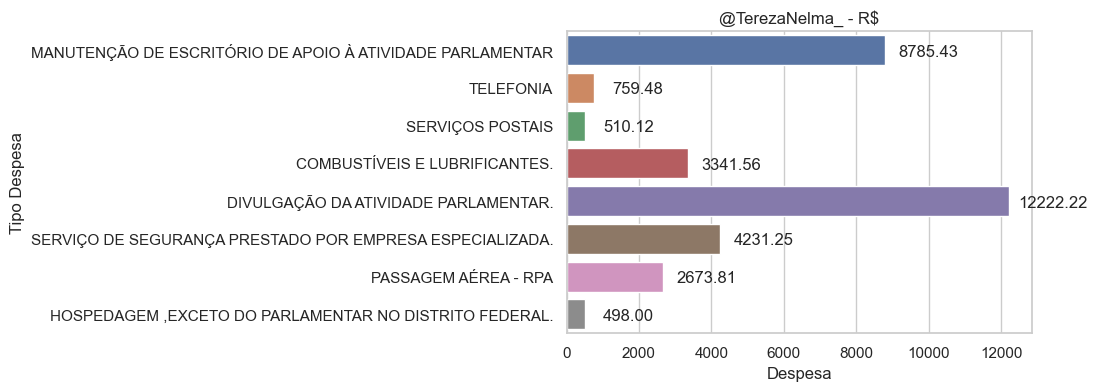 @TerezaNelma_ - R$
Tipo Despesa
MANUTENÇÃO DE ESCRITÓRIO DE APOIO À ATIVIDADE PARLAMENTAR
8785.43
TELEFONIA
759.48
SERVIÇOS POSTAIS
510.12
COMBUSTÍVEIS E LUBRIFICANTES.
3341.56
DIVULGAÇÃO DA ATIVIDADE PARLAMENTAR.
12222.22
SERVIÇO DE SEGURANÇA PRESTADO POR EMPRESA ESPECIALIZADA.
4231.25
PASSAGEM AÉREA - RPA
2673.81
HOSPEDAGEM ,EXCETO DO PARLAMENTAR NO DISTRITO FEDERAL.
498.00
0 2000 4000 6000 8000 10000 12000
Despesa